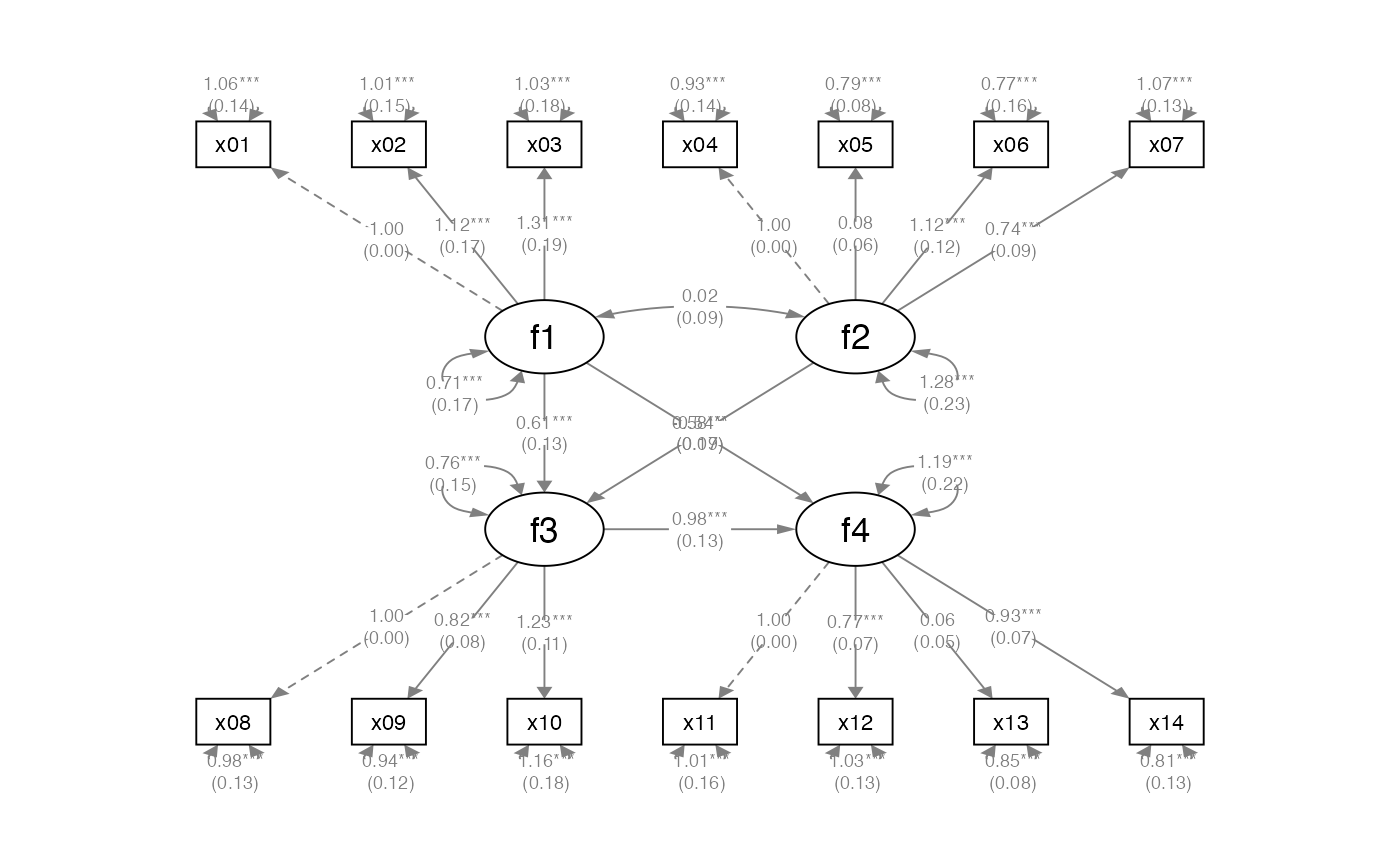 1.06*** 1.01*** 1.03*** 0.93*** 0.79*** 0.77*** 1.07***
(0.14) (0.15) (0.18) (0.14) (0.08) (0.16) (0.13)
x01 x02 x03 x04 x05 x06 x07
1.00 1.12*** 1.31*** 1.00 0.08 1.12*** 0.74***
(0.00) (0.17) (0.19) (0.00) (0.06) (0.12) (0.09)
0.02
(0.09)
f1 f2
0.71*** 1.28***
(0.17) (0.23)
0.61***
(0.13)
0.76*** 1.19***
(0.15) (0.22)
f3 0.98*** f4
(0.13)
1.00 0.82*** 1.23*** 1.00 0.77*** 0.06 0.93***
(0.00) (0.08) (0.11) (0.00) (0.07) (0.05) (0.07)
x08 x09 x10 x11 x12 x13 x14
0.98*** 0.94*** 1.16*** 1.01*** 1.03*** 0.85*** 0.81***
(0.13) (0.12) (0.18) (0.16) (0.13) (0.08) (0.13)